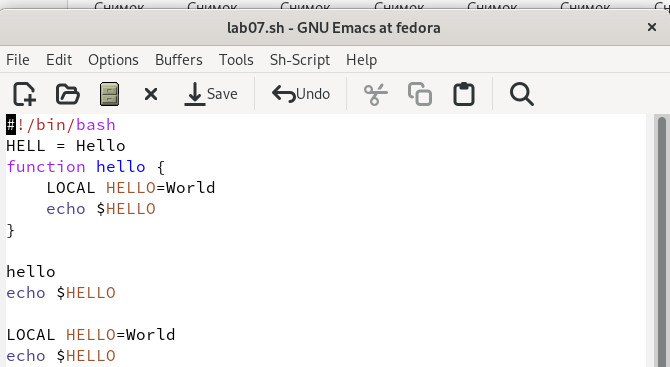 Снимок Снимок Снимок Снимок Снимок Снимок
lab07.sh - GNU Emacs at fedora ×
File Edit Options Buffers Tools Sh-Script Help
Save Undo
#!/bin/bash
HELL = Hello
function hello {
    LOCAL HELLO=World
    echo $HELLO
}
hello
echo $HELLO
LOCAL HELLO=World
echo $HELLO